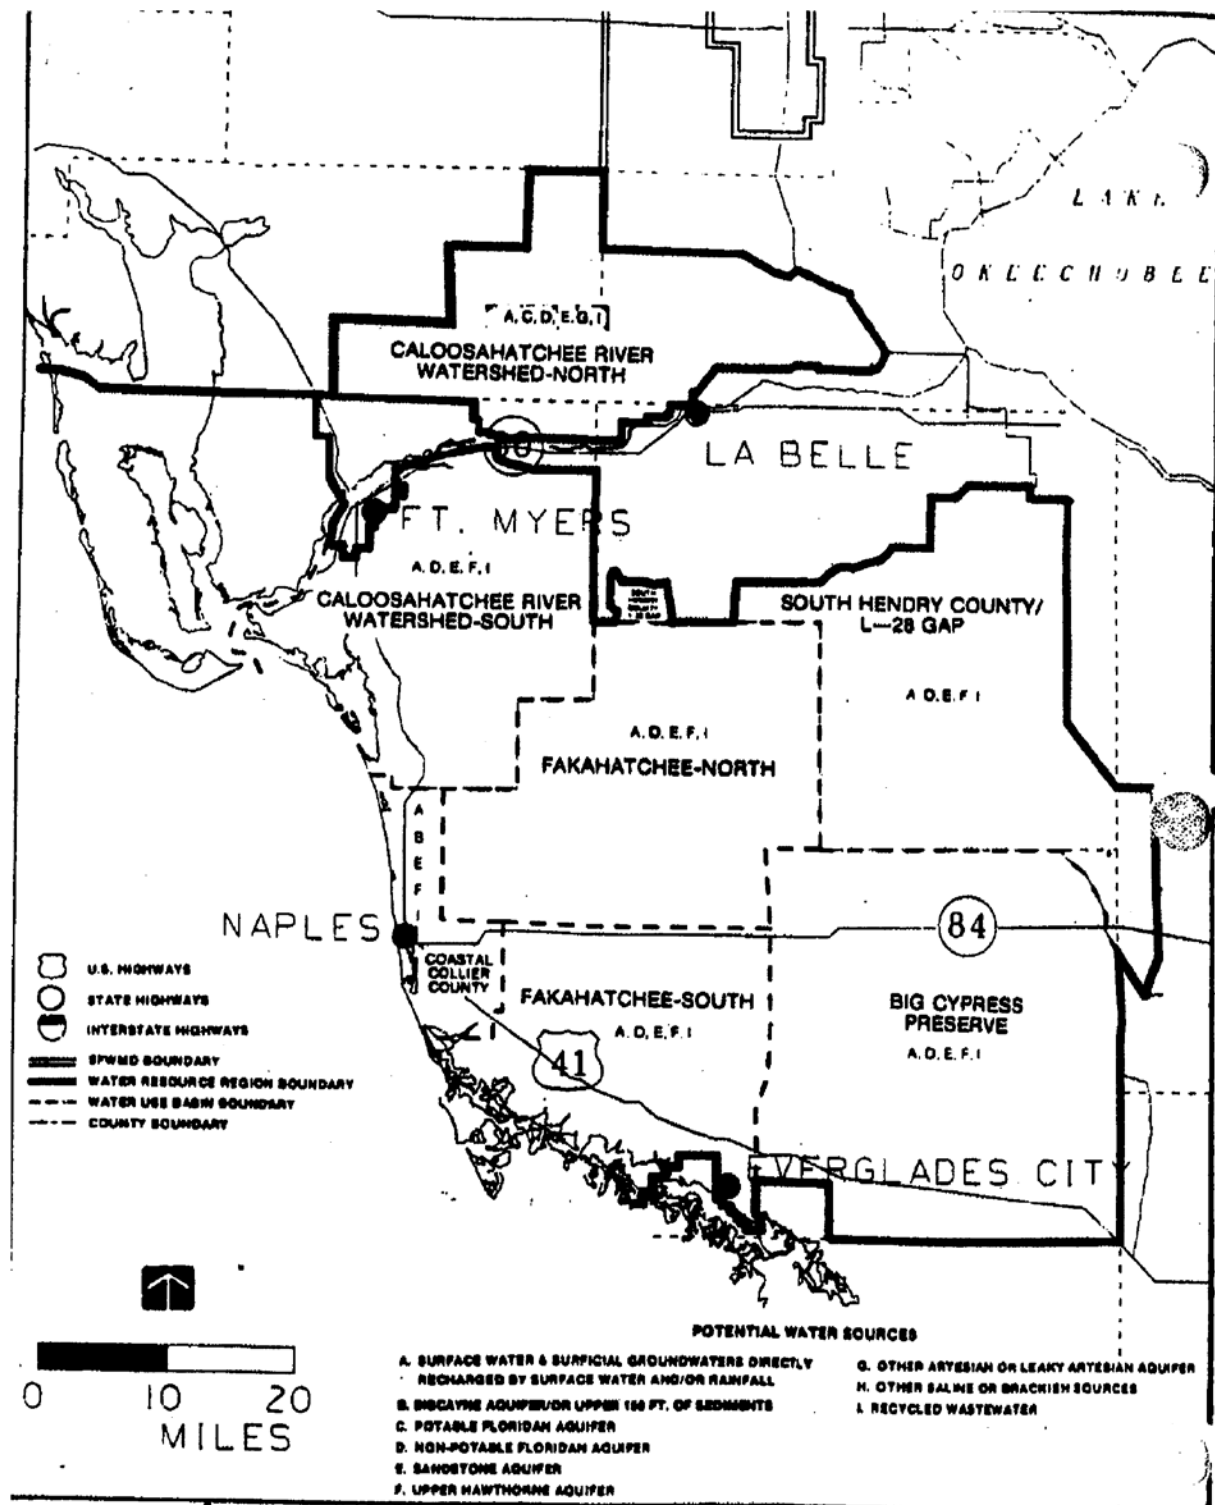 LAKE
OKEECHOBEE
A, C, D, E, G, I
CALOOSAHATCHEE RIVER
WATERSHED-NORTH
LA BELLE
FT. MYERS
A, D, E, F, I
CALOOSAHATCHEE RIVER
WATERSHED-SOUTH
SOUTH HENDRY COUNTY/
L-28 GAP
A D, E, F I
A, D, E, F, I
FAKAHATCHEE-NORTH
A
B
E
F
I
NAPLES
84
COASTAL
COLLIER
COUNTY
FAKAHATCHEE-SOUTH
A, D, E, F, I
BIG CYPRESS
PRESERVE
A, D, E, F, I
41
EVERGLADES CITY
U.S. HIGHWAYS
STATE HIGHWAYS
INTERSTATE HIGHWAYS
SFWMD BOUNDARY
WATER RESOURCE REGION BOUNDARY
WATER USE BASIN BOUNDARY
COUNTY BOUNDARY
0 10 20
MILES
POTENTIAL WATER SOURCES
A. SURFACE WATER & SURFICIAL GROUNDWATERS DIRECTLY
RECHARGED BY SURFACE WATER AND/OR RAINFALL
B. BISCAYNE AQUIFER/OR UPPER 150 FT. OF SEDIMENTS
C. POTABLE FLORIDAN AQUIFER
D. NON-POTABLE FLORIDAN AQUIFER
E. SANDSTONE AQUIFER
F. UPPER HAWTHORNE AQUIFER
G. OTHER ARTESIAN OR LEAKY ARTESIAN AQUIFER
H. OTHER SALINE OR BRACKISH SOURCES
I. RECYCLED WASTEWATER